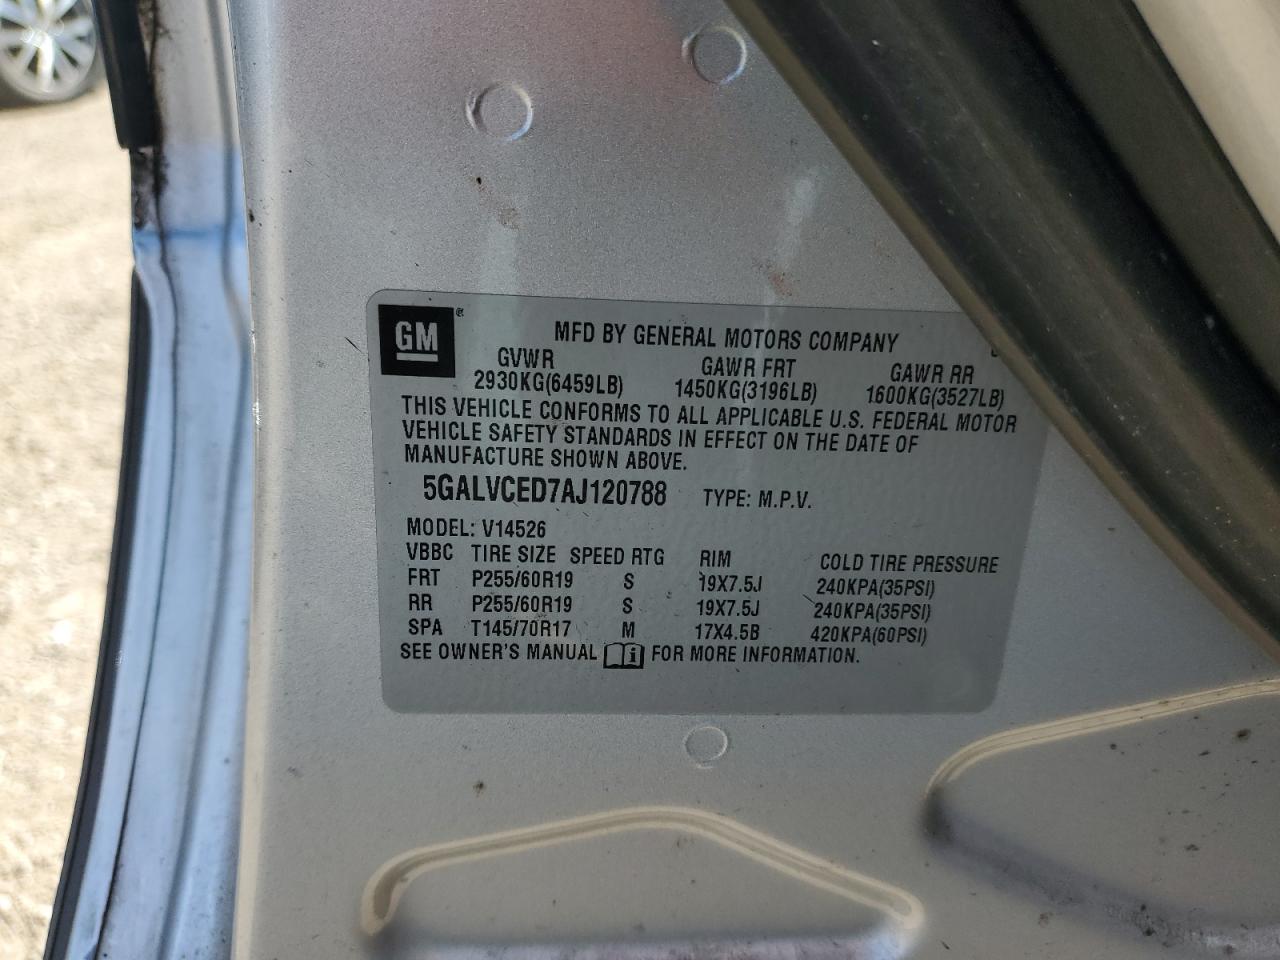 GM ® MFD BY GENERAL MOTORS COMPANY
GVWR GAWR FRT GAWR RR
2930KG(6459LB) 1450KG(3196LB) 1600KG(3527LB)
THIS VEHICLE CONFORMS TO ALL APPLICABLE U.S. FEDERAL MOTOR
VEHICLE SAFETY STANDARDS IN EFFECT ON THE DATE OF
MANUFACTURE SHOWN ABOVE.
5GALVCED7AJ120788 TYPE: M.P.V.
MODEL: V14526
VBBC TIRE SIZE SPEED RTG RIM COLD TIRE PRESSURE
FRT P255/60R19 S 19X7.5J 240KPA(35PSI)
RR P255/60R19 S 19X7.5J 240KPA(35PSI)
SPA T145/70R17 M 17X4.5B 420KPA(60PSI)
SEE OWNER'S MANUAL i FOR MORE INFORMATION.